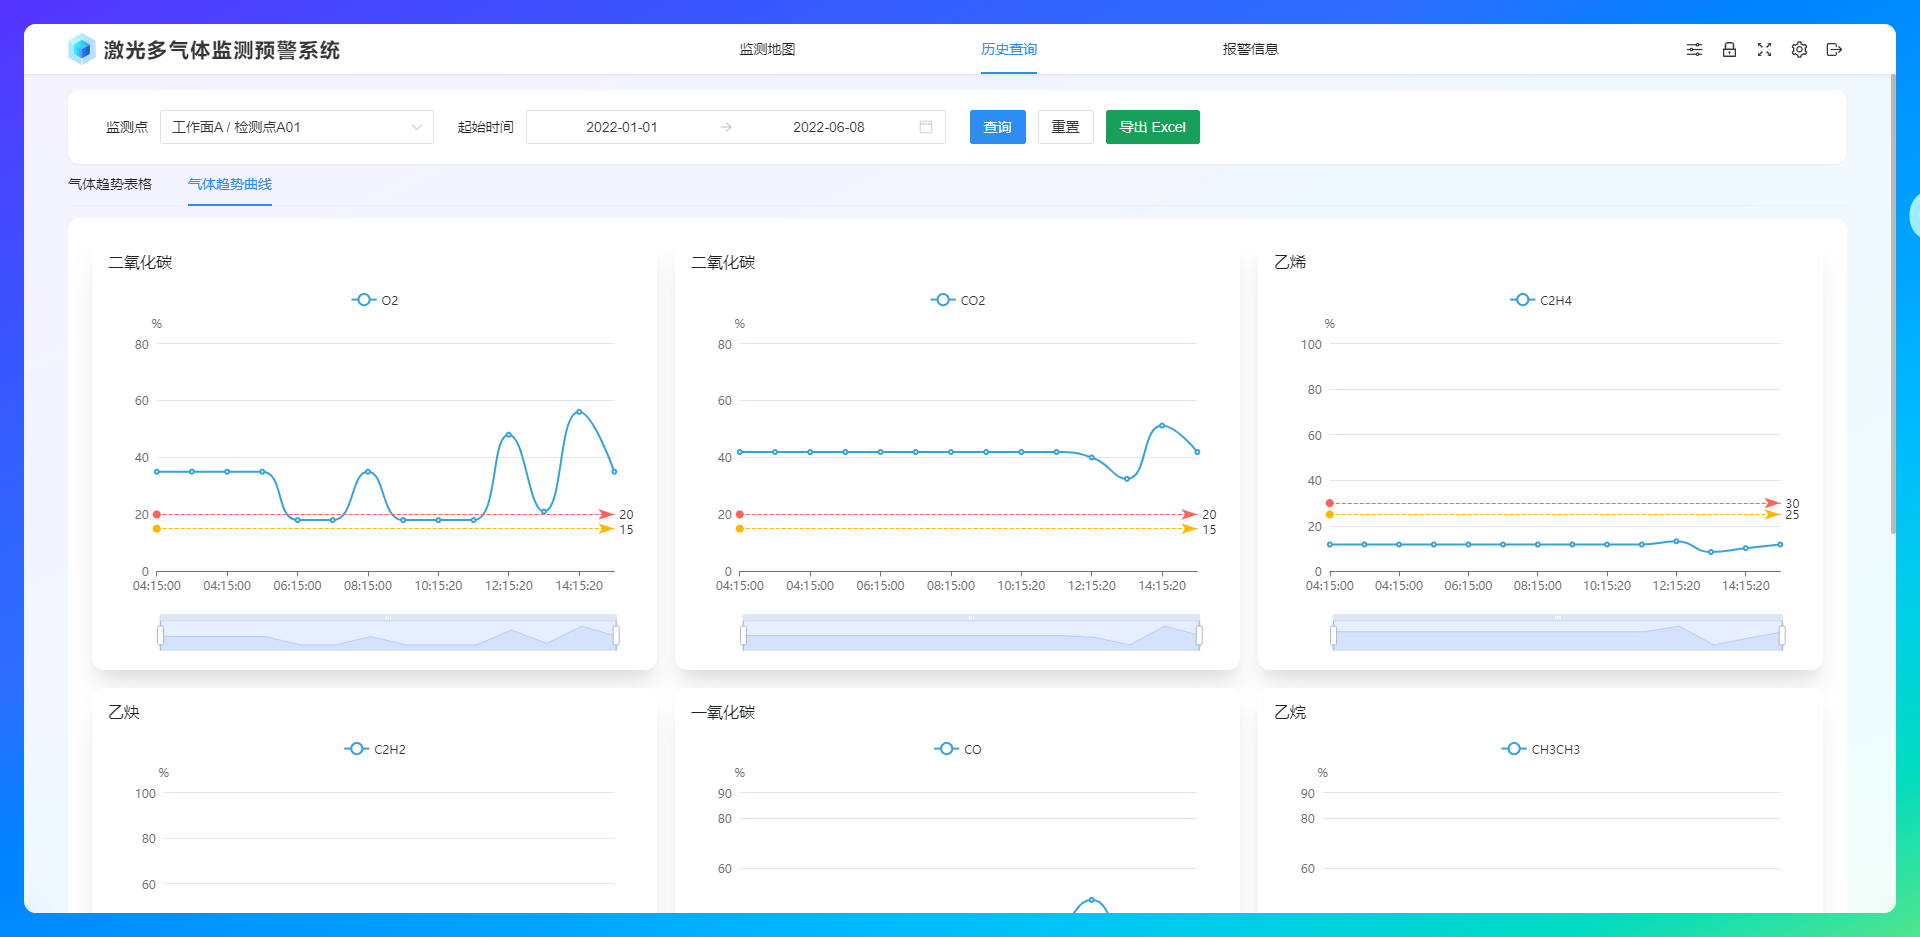 激光多气体监测预警系统
监测地图
历史查询
报警信息
监测点
工作面A / 检测点A01
起始时间
2022-01-01
2022-06-08
查询
重置
导出 Excel
气体趋势表格
气体趋势曲线
二氧化碳
O2
%
80
60
40
20
0
20
15
04:15:00 04:15:00 06:15:00 08:15:00 10:15:20 12:15:20 14:15:20
二氧化碳
CO2
%
80
60
40
20
0
20
15
04:15:00 04:15:00 06:15:00 08:15:00 10:15:20 12:15:20 14:15:20
乙烯
C2H4
%
100
80
60
40
20
0
30
25
04:15:00 04:15:00 06:15:00 08:15:00 10:15:20 12:15:20 14:15:20
乙炔
C2H2
%
100
80
60
一氧化碳
CO
%
90
80
60
乙烷
CH3CH3
%
90
80
60